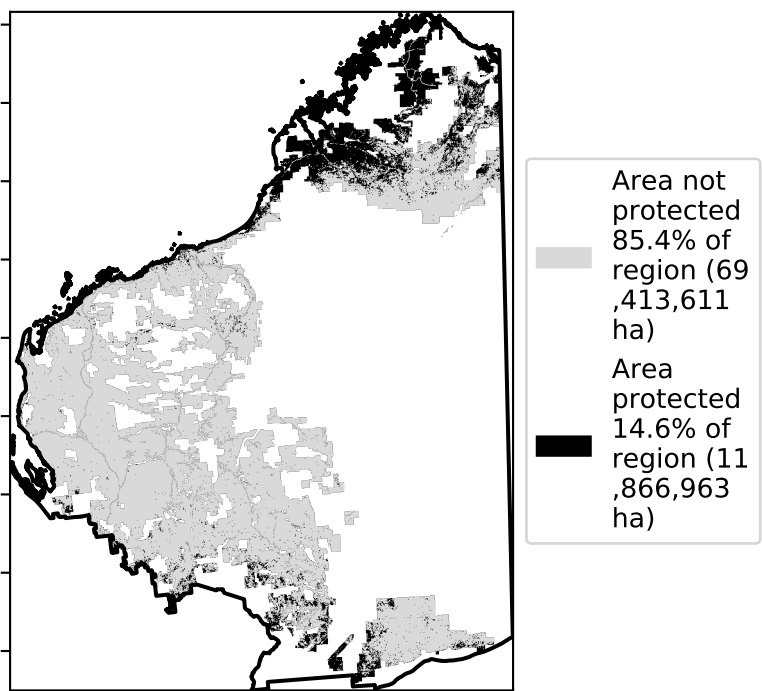 Area not
protected
85.4% of
region (69
,413,611
ha)
Area
protected
14.6% of
region (11
,866,963
ha)